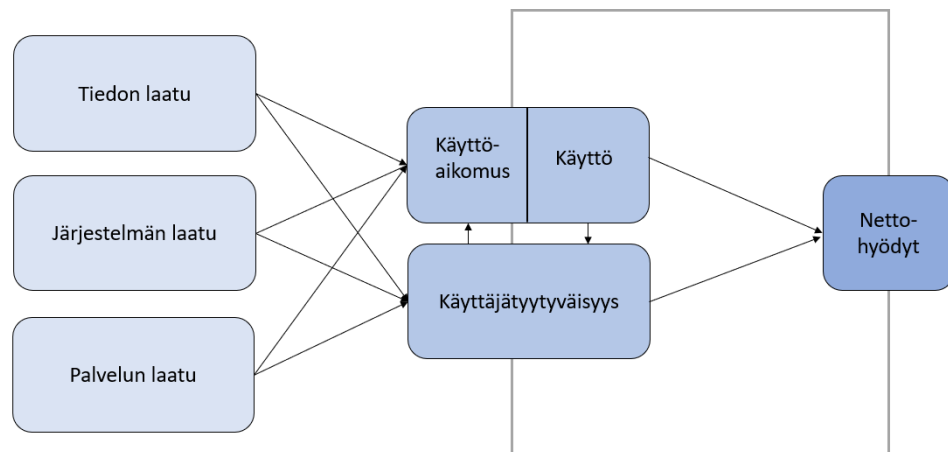 Tiedon laatu
Järjestelmän laatu
Palvelun laatu
Käyttö-
aikomus
Käyttö
Käyttäjätyytyväisyys
Netto-
hyödyt